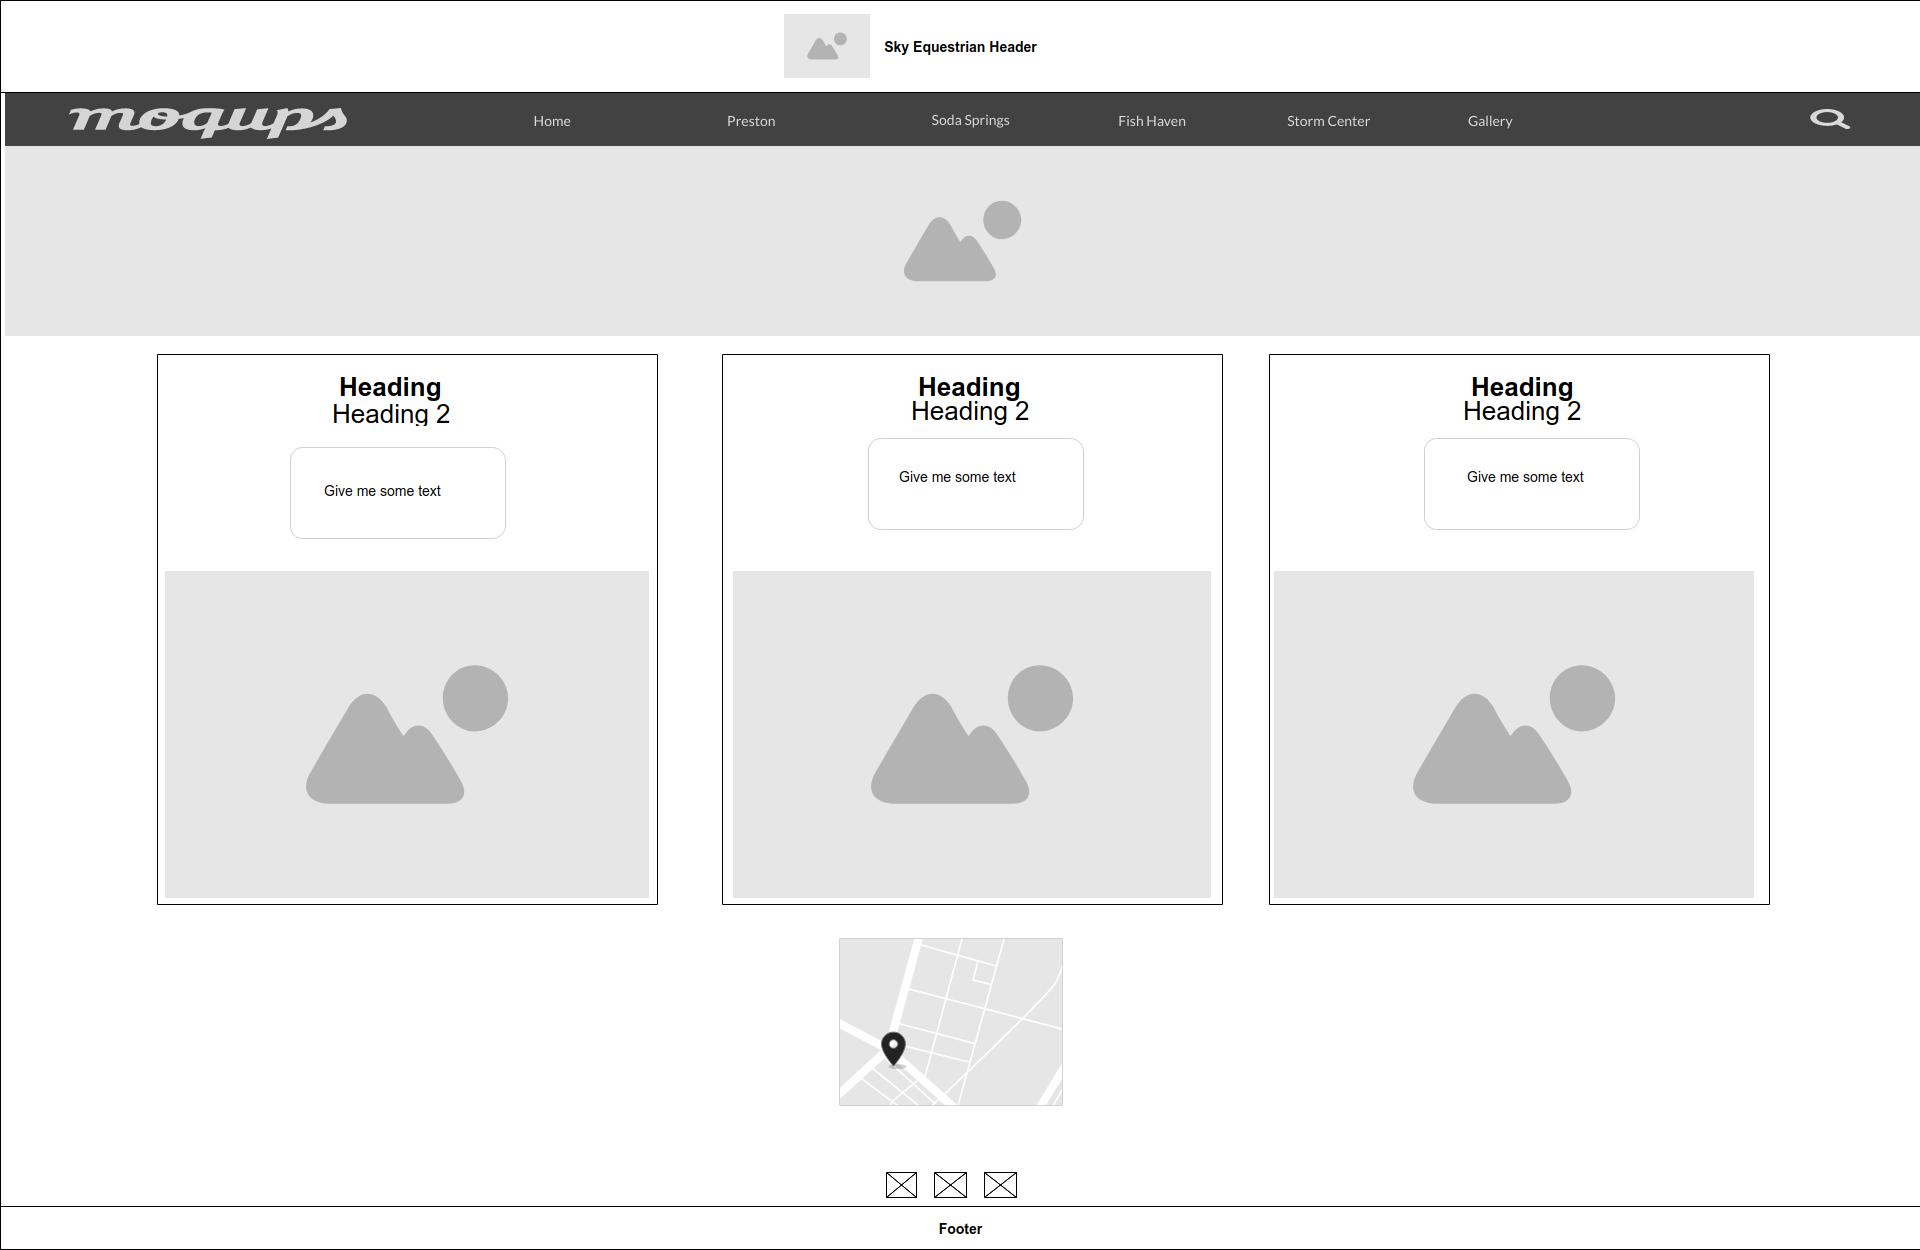 Sky Equestrian Header
moqups
Home
Preston
Soda Springs
Fish Haven
Storm Center
Gallery
Heading
Heading 2
Give me some text
Heading
Heading 2
Give me some text
Heading
Heading 2
Give me some text
Footer